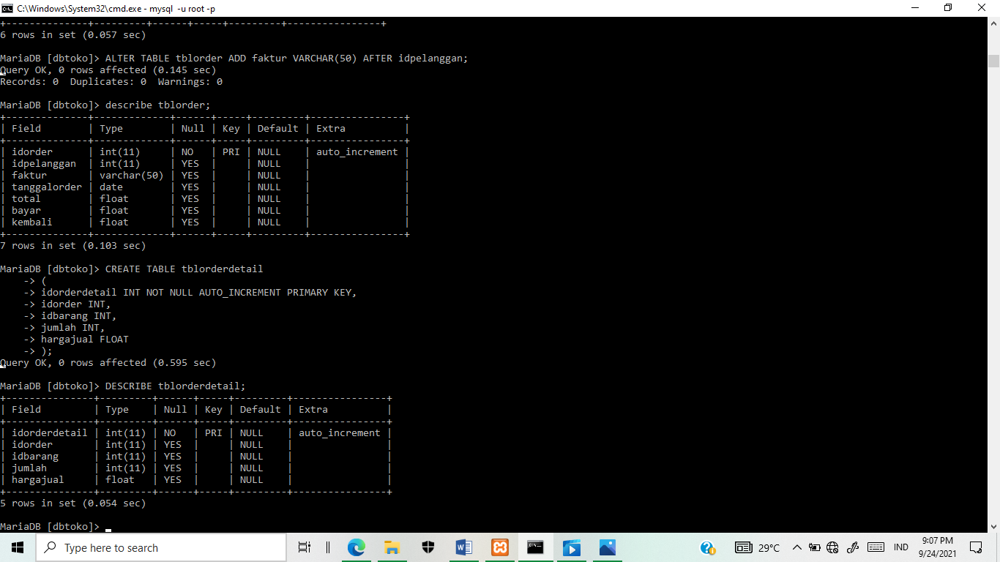 C:\Windows\System32\cmd.exe - mysql  -u root -p
+---------------+---------+------+-----+---------+----------------+
6 rows in set (0.057 sec)
MariaDB [dbtoko]> ALTER TABLE tblorder ADD faktur VARCHAR(50) AFTER idpelanggan;
Query OK, 0 rows affected (0.145 sec)
Records: 0  Duplicates: 0  Warnings: 0
MariaDB [dbtoko]> describe tblorder;
+--------------+-------------+------+-----+---------+----------------+
| Field        | Type        | Null | Key | Default | Extra          |
+--------------+-------------+------+-----+---------+----------------+
| idorder      | int(11)     | NO   | PRI | NULL    | auto_increment |
| idpelanggan  | int(11)     | YES  |     | NULL    |                |
| faktur       | varchar(50) | YES  |     | NULL    |                |
| tanggalorder | date        | YES  |     | NULL    |                |
| total        | float       | YES  |     | NULL    |                |
| bayar        | float       | YES  |     | NULL    |                |
| kembali      | float       | YES  |     | NULL    |                |
+--------------+-------------+------+-----+---------+----------------+
7 rows in set (0.103 sec)
MariaDB [dbtoko]> CREATE TABLE tblorderdetail
    -> (
    -> idorderdetail INT NOT NULL AUTO_INCREMENT PRIMARY KEY,
    -> idorder INT,
    -> idbarang INT,
    -> jumlah INT,
    -> hargajual FLOAT
    -> );
Query OK, 0 rows affected (0.595 sec)
MariaDB [dbtoko]> DESCRIBE tblorderdetail;
+---------------+---------+------+-----+---------+----------------+
| Field         | Type    | Null | Key | Default | Extra          |
+---------------+---------+------+-----+---------+----------------+
| idorderdetail | int(11) | NO   | PRI | NULL    | auto_increment |
| idorder       | int(11) | YES  |     | NULL    |                |
| idbarang      | int(11) | YES  |     | NULL    |                |
| jumlah        | int(11) | YES  |     | NULL    |                |
| hargajual     | float   | YES  |     | NULL    |                |
+---------------+---------+------+-----+---------+----------------+
5 rows in set (0.054 sec)
MariaDB [dbtoko]>
Type here to search
29°C
IND
9:07 PM
9/24/2021